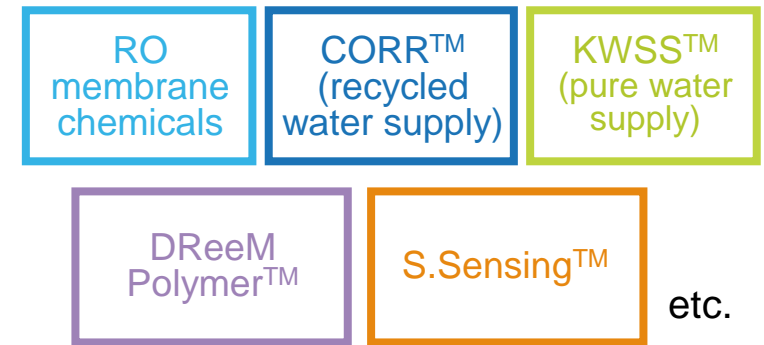 RO
membrane
chemicals
CORR™
(recycled
water supply)
KWSS™
(pure water
supply)
DReeM
Polymer™
S.Sensing™
etc.